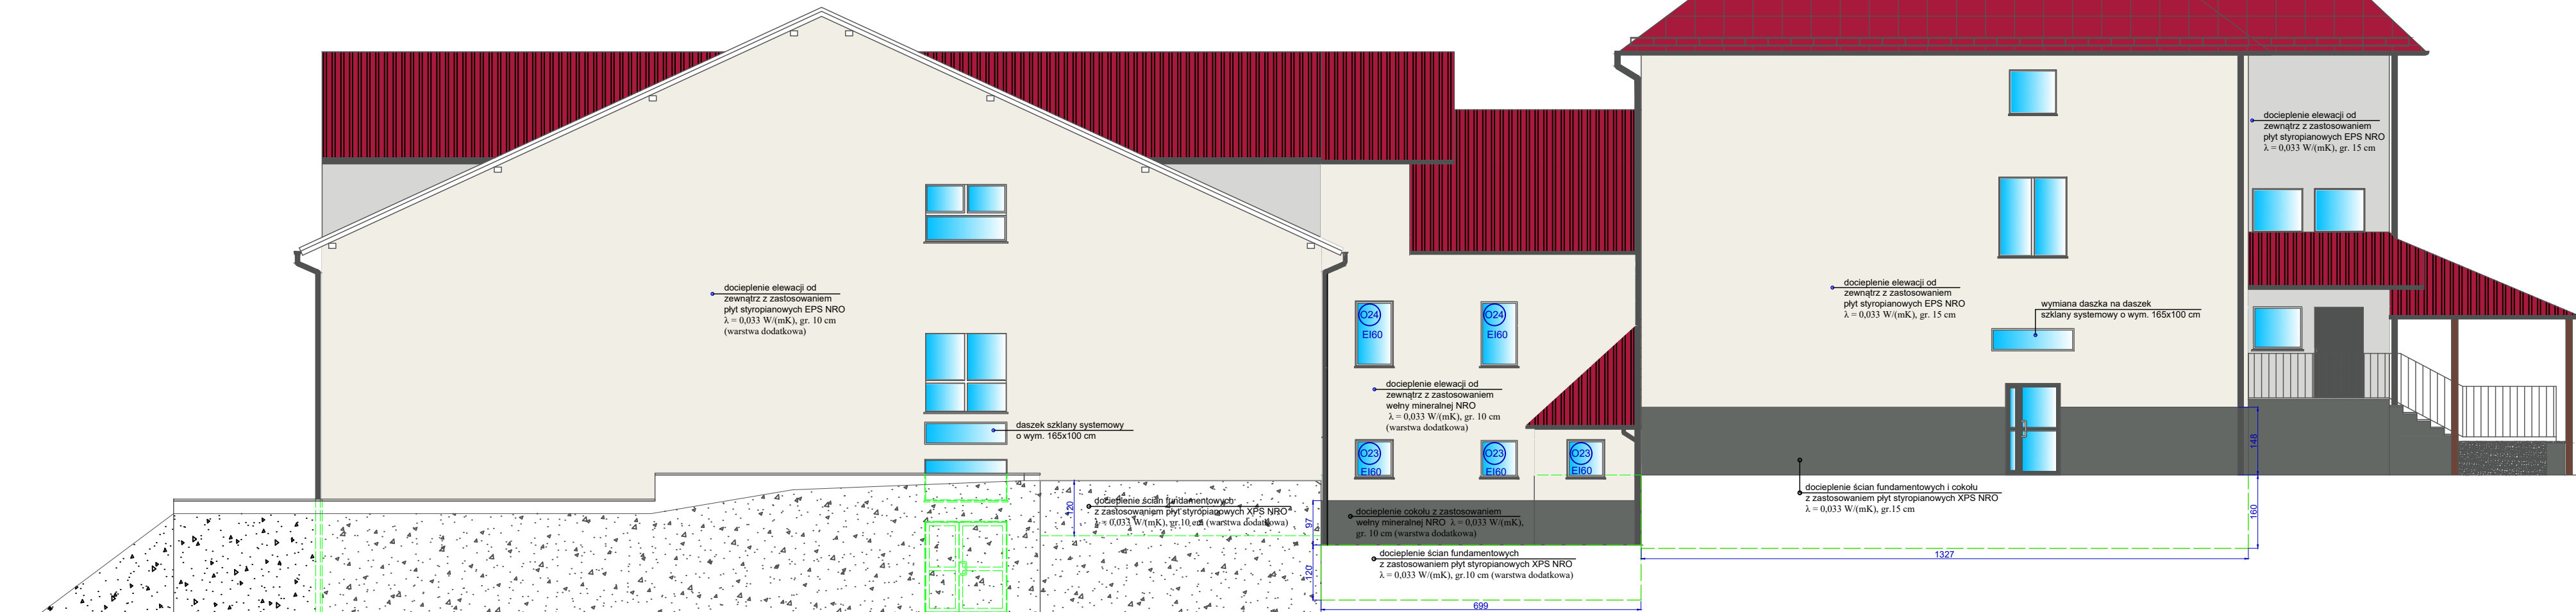 docieplenie elewacji od
zewnątrz z zastosowaniem
płyt styropianowych EPS NRO
λ = 0,033 W/(mK), gr. 10 cm
(warstwa dodatkowa)
daszek szklany systemowy
o wym. 165x100 cm
120
docieplenie ścian fundamentowych
z zastosowaniem płyt styropianowych XPS NRO
λ = 0,033 W/(mK), gr.10 cm (warstwa dodatkowa)
O24
EI60
O24
EI60
docieplenie elewacji od
zewnątrz z zastosowaniem
wełny mineralnej NRO
λ = 0,033 W/(mK), gr. 10 cm
(warstwa dodatkowa)
O23
EI60
O23
EI60
O23
EI60
97
docieplenie cokołu z zastosowaniem
wełny mineralnej NRO λ = 0,033 W/(mK),
gr. 10 cm (warstwa dodatkowa)
120
docieplenie ścian fundamentowych
z zastosowaniem płyt styropianowych XPS NRO
λ = 0,033 W/(mK), gr.10 cm (warstwa dodatkowa)
699
docieplenie elewacji od
zewnątrz z zastosowaniem
płyt styropianowych EPS NRO
λ = 0,033 W/(mK), gr. 15 cm
wymiana daszka na daszek
szklany systemowy o wym. 165x100 cm
docieplenie ścian fundamentowych i cokołu
z zastosowaniem płyt styropianowych XPS NRO
λ = 0,033 W/(mK), gr.15 cm
148
160
1327
docieplenie elewacji od
zewnątrz z zastosowaniem
płyt styropianowych EPS NRO
λ = 0,033 W/(mK), gr. 15 cm